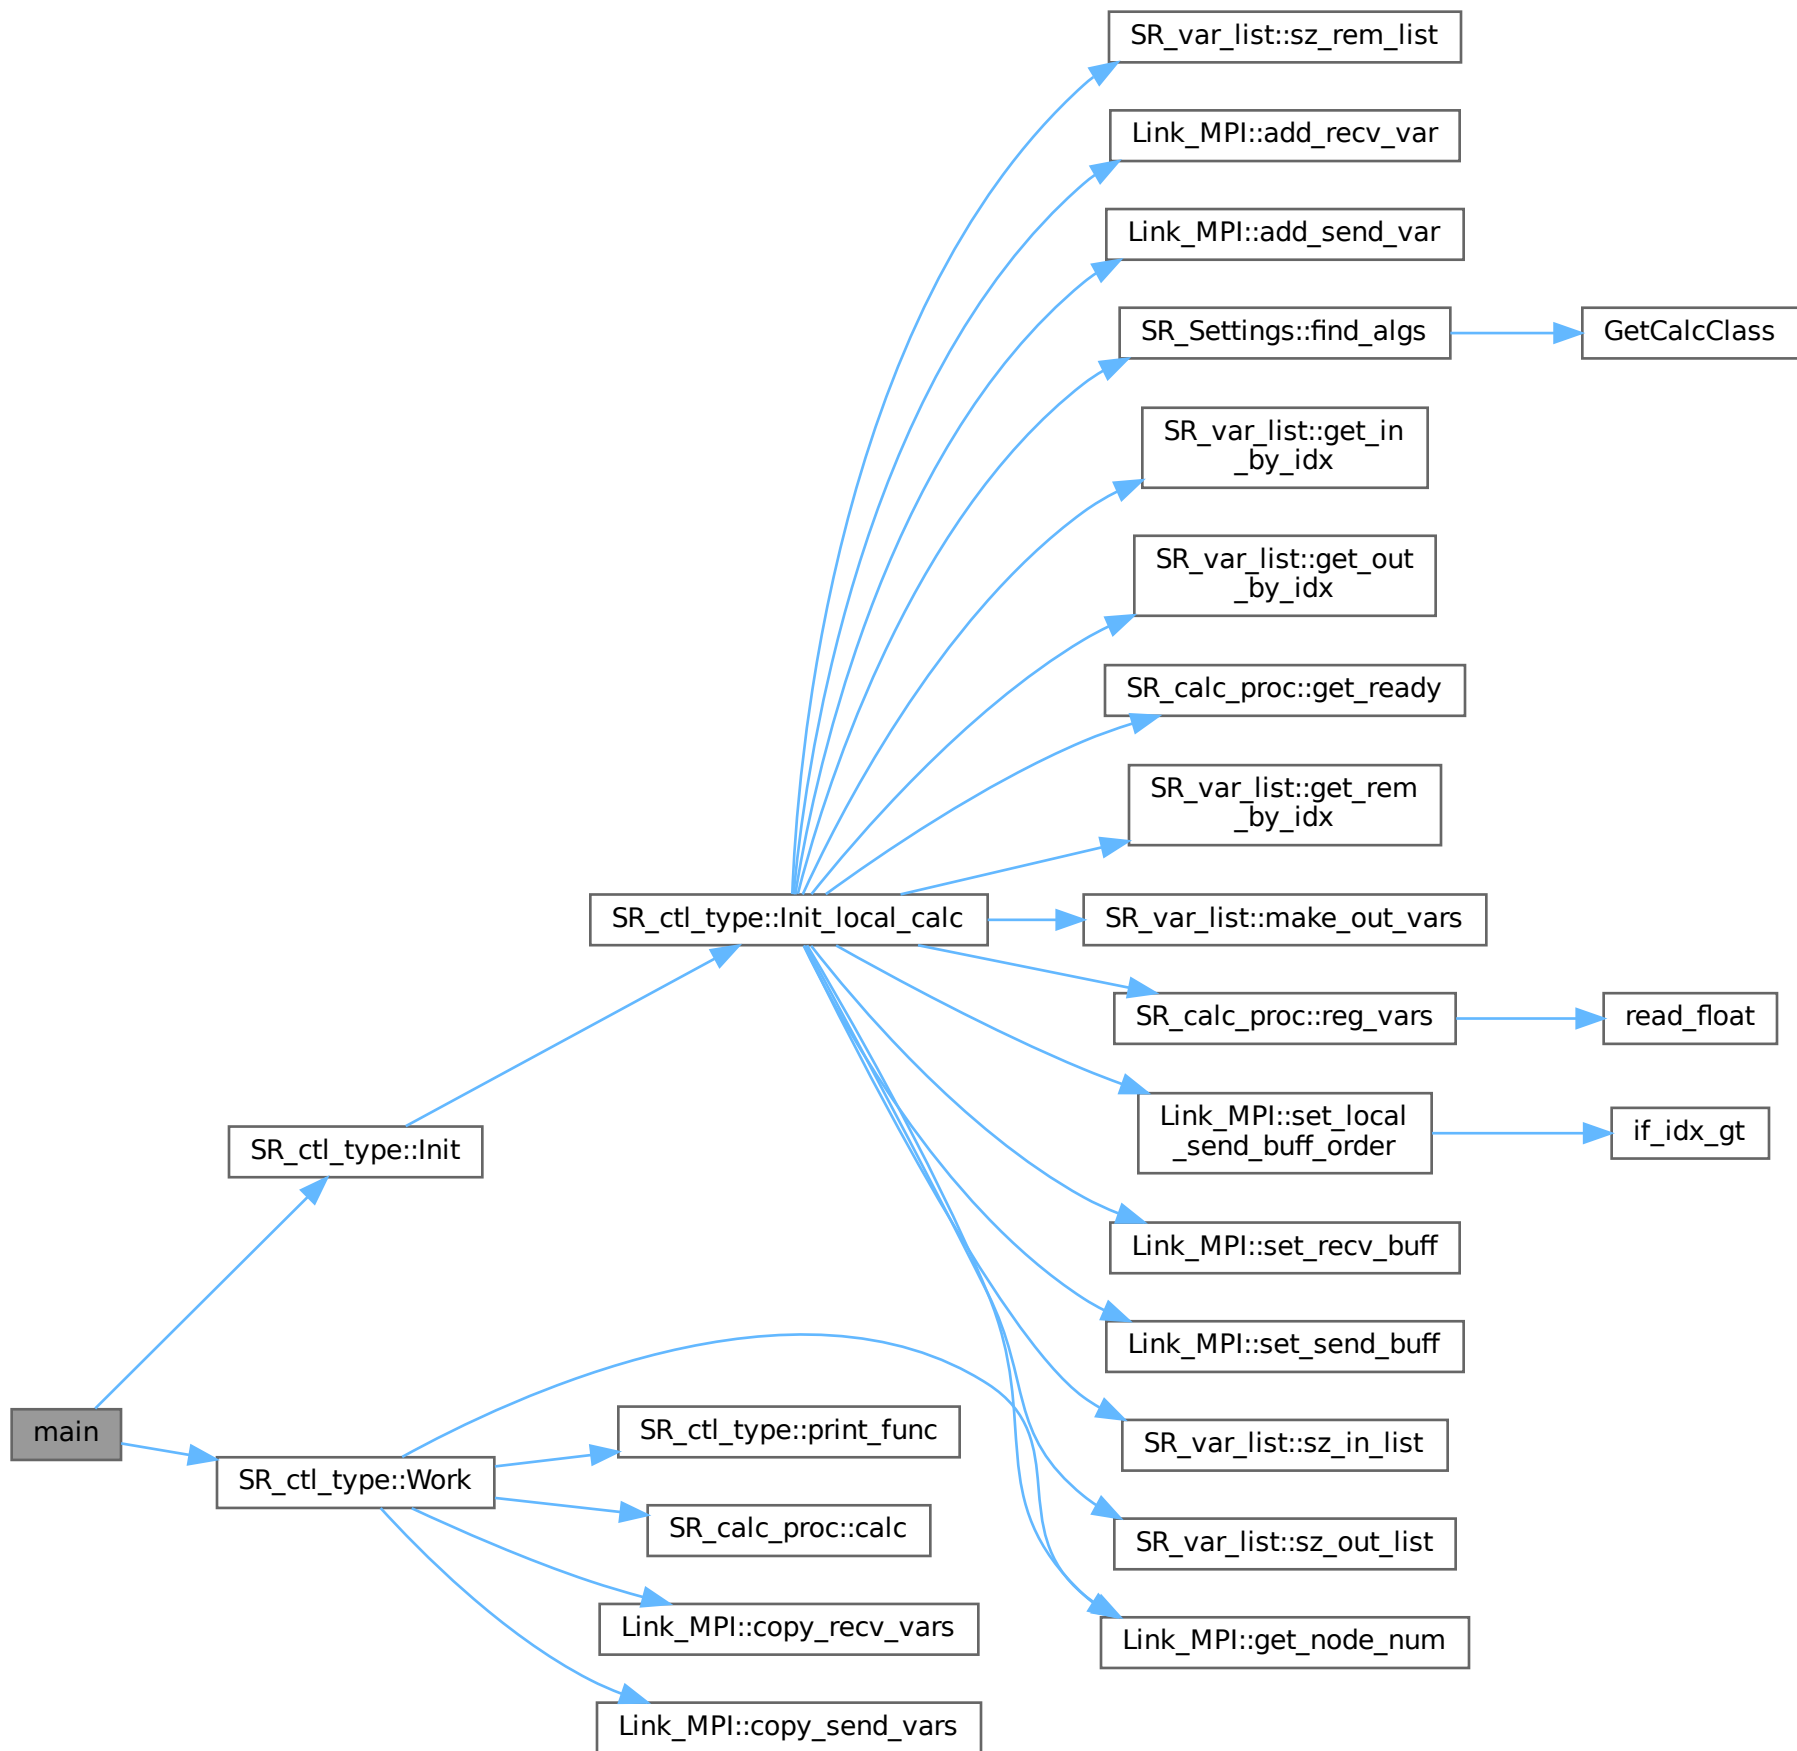 SR_var_list::sz_rem_list
Link_MPI::add_recv_var
Link_MPI::add_send_var
SR_Settings::find_algs
GetCalcClass
SR_var_list::get_in
_by_idx
SR_var_list::get_out
_by_idx
SR_calc_proc::get_ready
SR_var_list::get_rem
_by_idx
SR_ctl_type::Init_local_calc
SR_var_list::make_out_vars
SR_calc_proc::reg_vars
read_float
Link_MPI::set_local
_send_buff_order
if_idx_gt
SR_ctl_type::Init
Link_MPI::set_recv_buff
Link_MPI::set_send_buff
main
SR_ctl_type::print_func
SR_var_list::sz_in_list
SR_ctl_type::Work
SR_calc_proc::calc
SR_var_list::sz_out_list
Link_MPI::copy_recv_vars
Link_MPI::get_node_num
Link_MPI::copy_send_vars